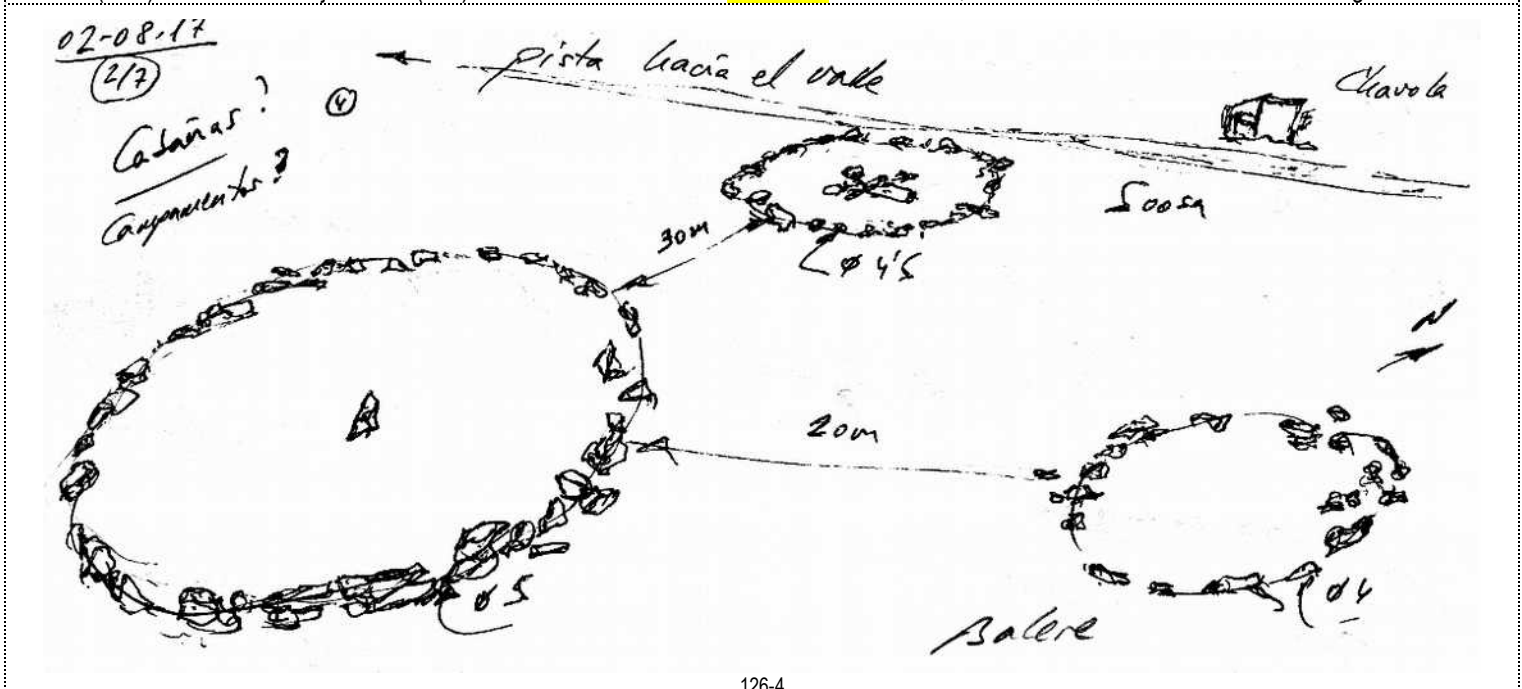 02-08-17
2/7
Cabañas?
4
Campamentos?
pista hacia el valle
Chavola
30m
ø 4'5
500m
N
20m
ø 5
ø 4
126-4